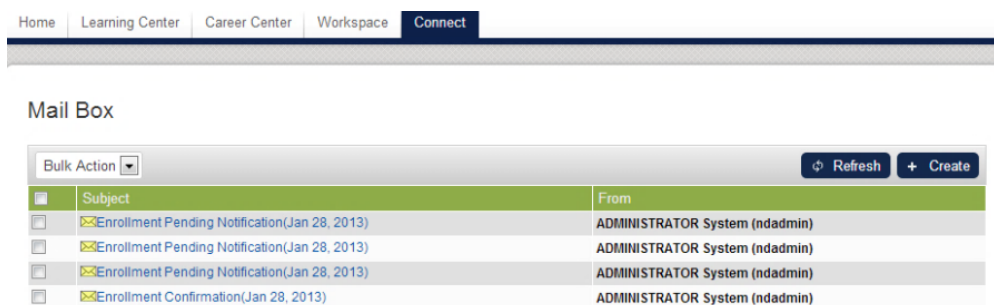 Home Learning Center Career Center Workspace Connect
Mail Box
Bulk Action Refresh + Create
Subject From
Enrollment Pending Notification(Jan 28, 2013) ADMINISTRATOR System (ndadmin)
Enrollment Pending Notification(Jan 28, 2013) ADMINISTRATOR System (ndadmin)
Enrollment Pending Notification(Jan 28, 2013) ADMINISTRATOR System (ndadmin)
Enrollment Confirmation(Jan 28, 2013) ADMINISTRATOR System (ndadmin)